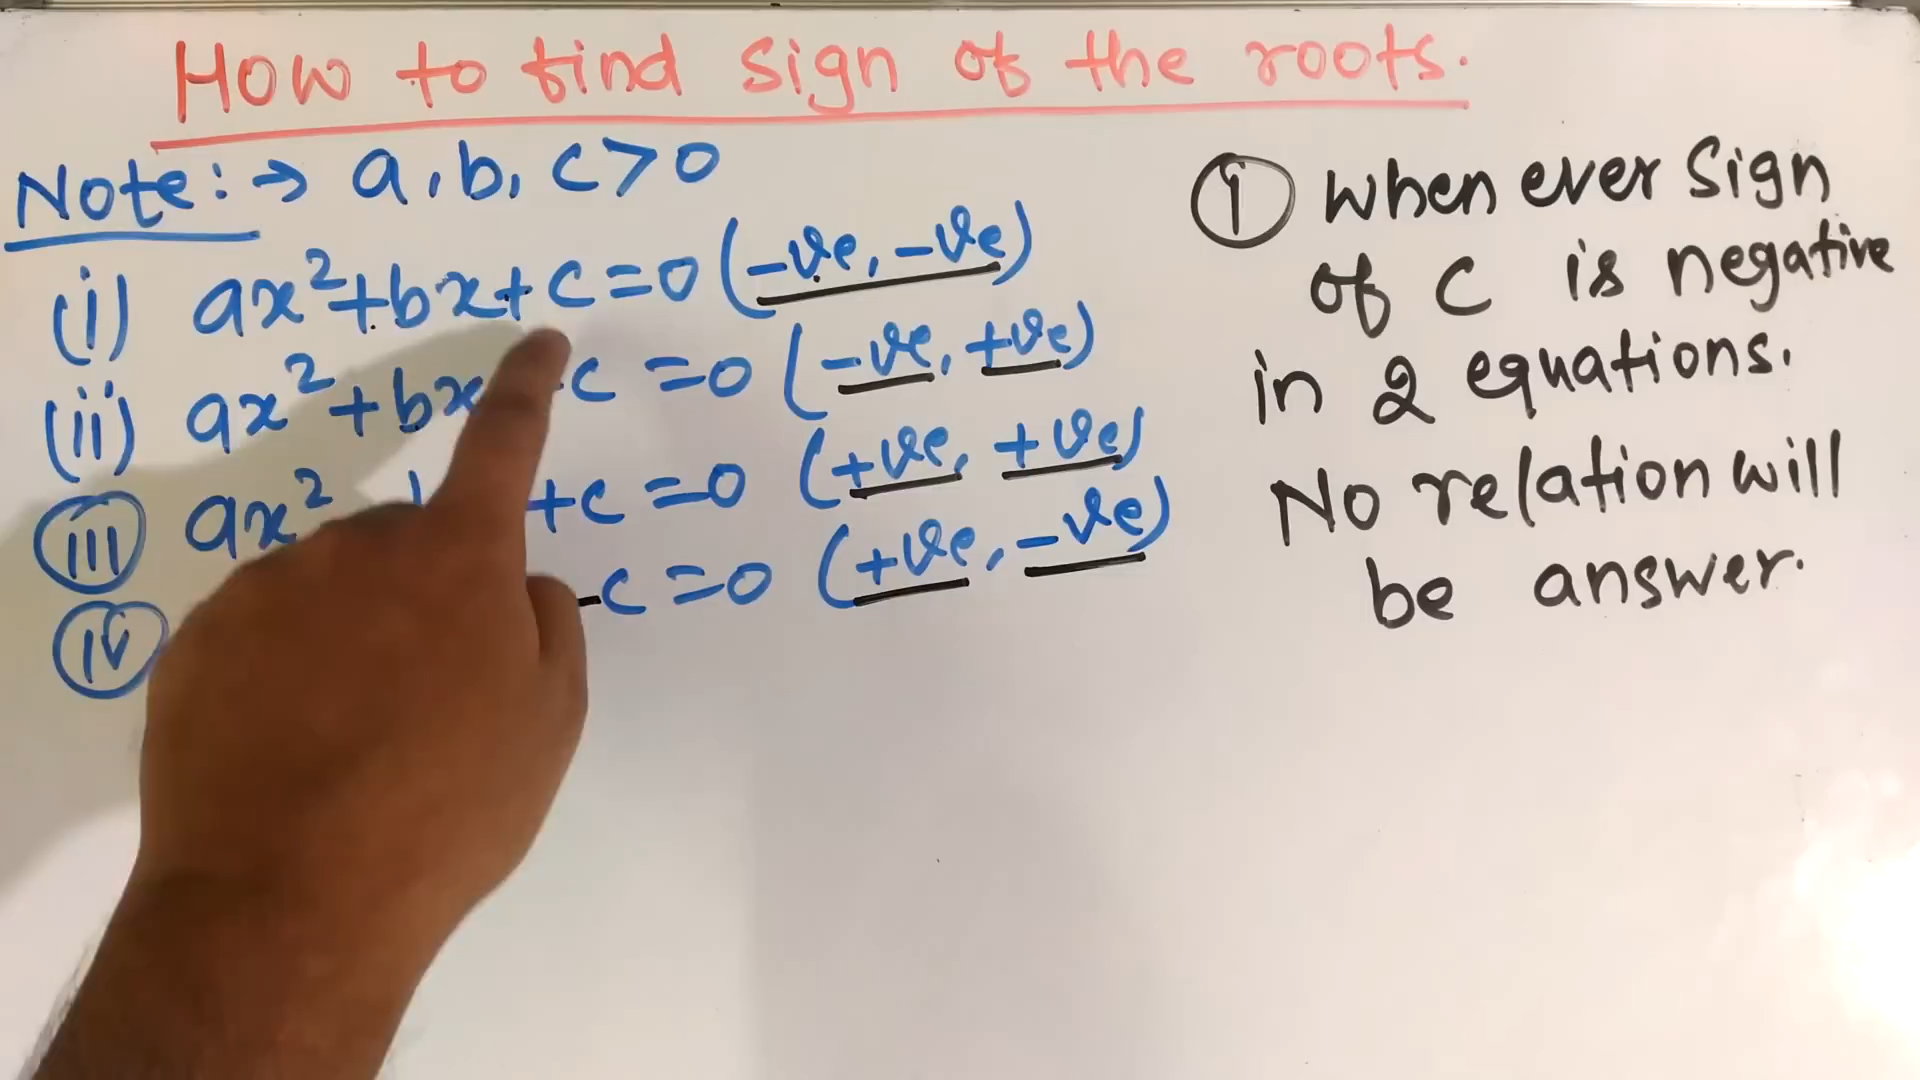 How to find sign of the roots.
Note:→ a, b, c>0
(i) ax²+bx+c=0 (-ve, -ve)
(ii) ax²+bx c =0 (-ve, +ve)
(iii) ax² +c =0 (+ve, +ve)
(iv) -c =0 (+ve, -ve)
(1) when ever sign
of c is negative
in 2 equations.
No relation will
be answer.